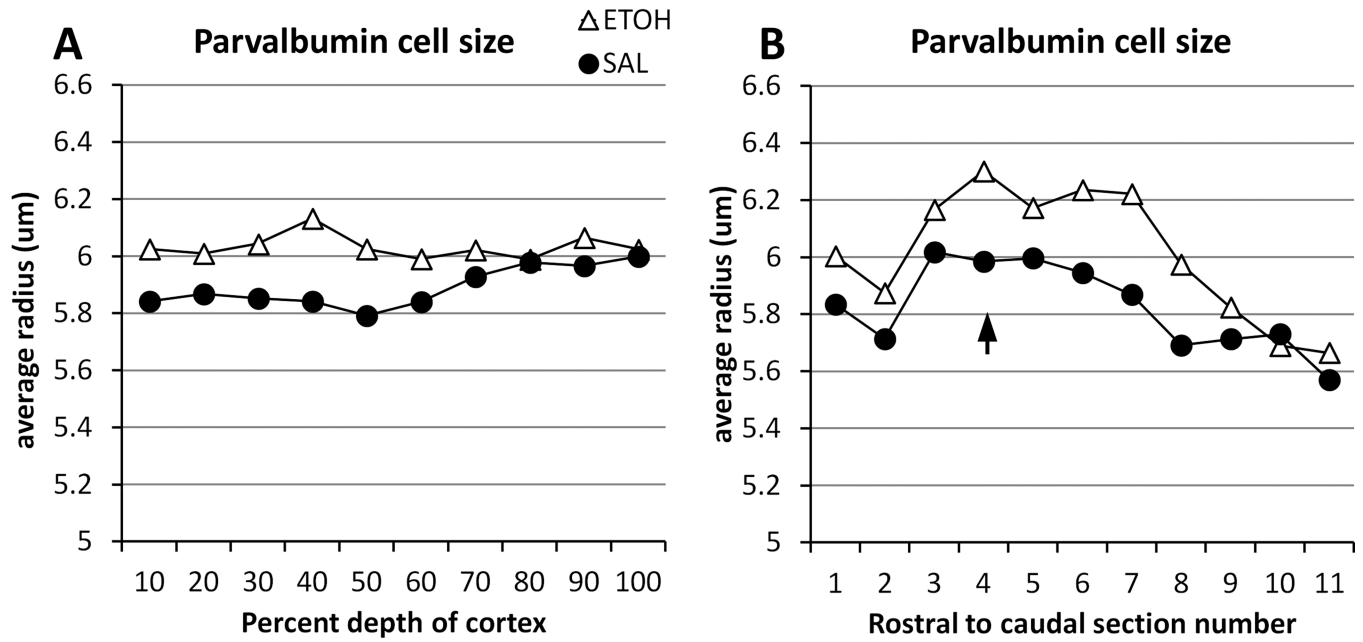 A
Parvalbumin cell size
ETOH
SAL
6.6
6.4
6.2
6
5.8
5.6
5.4
5.2
5
average radius (um)
10 20 30 40 50 60 70 80 90 100
Percent depth of cortex
B
Parvalbumin cell size
6.6
6.4
6.2
6
5.8
5.6
5.4
5.2
5
average radius (um)
1 2 3 4 5 6 7 8 9 10 11
Rostral to caudal section number